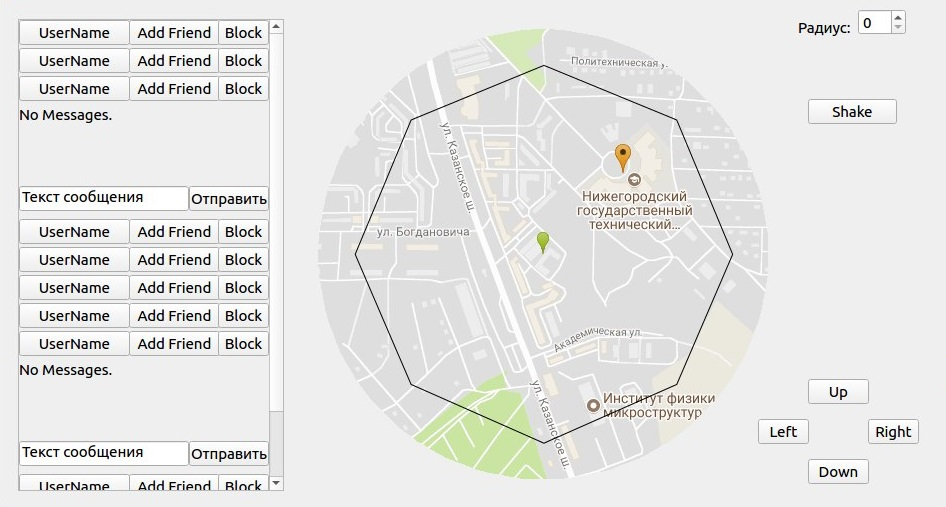 UserName Add Friend Block
UserName Add Friend Block
UserName Add Friend Block
No Messages.
Текст сообщения Отправить
UserName Add Friend Block
UserName Add Friend Block
UserName Add Friend Block
UserName Add Friend Block
UserName Add Friend Block
No Messages.
Текст сообщения Отправить
UserName Add Friend Block
Политехническая у.
ул. Казанское ш.
Нижегородский
государственный
технический...
ул. Богдановича
Академическая ул.
Институт физики
микроструктур
ул. Казанское ш.
Радиус: 0
Shake
Up
Left Right
Down